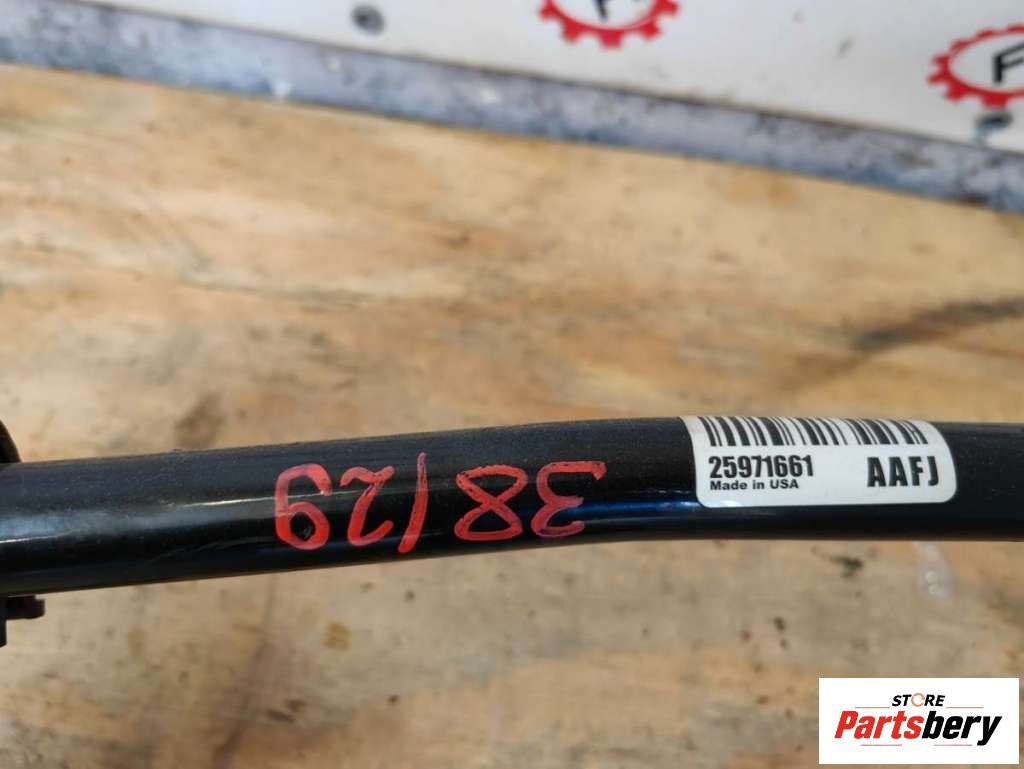 38/29
25971661
Made in USA
AAFJ
STORE
Partsbery